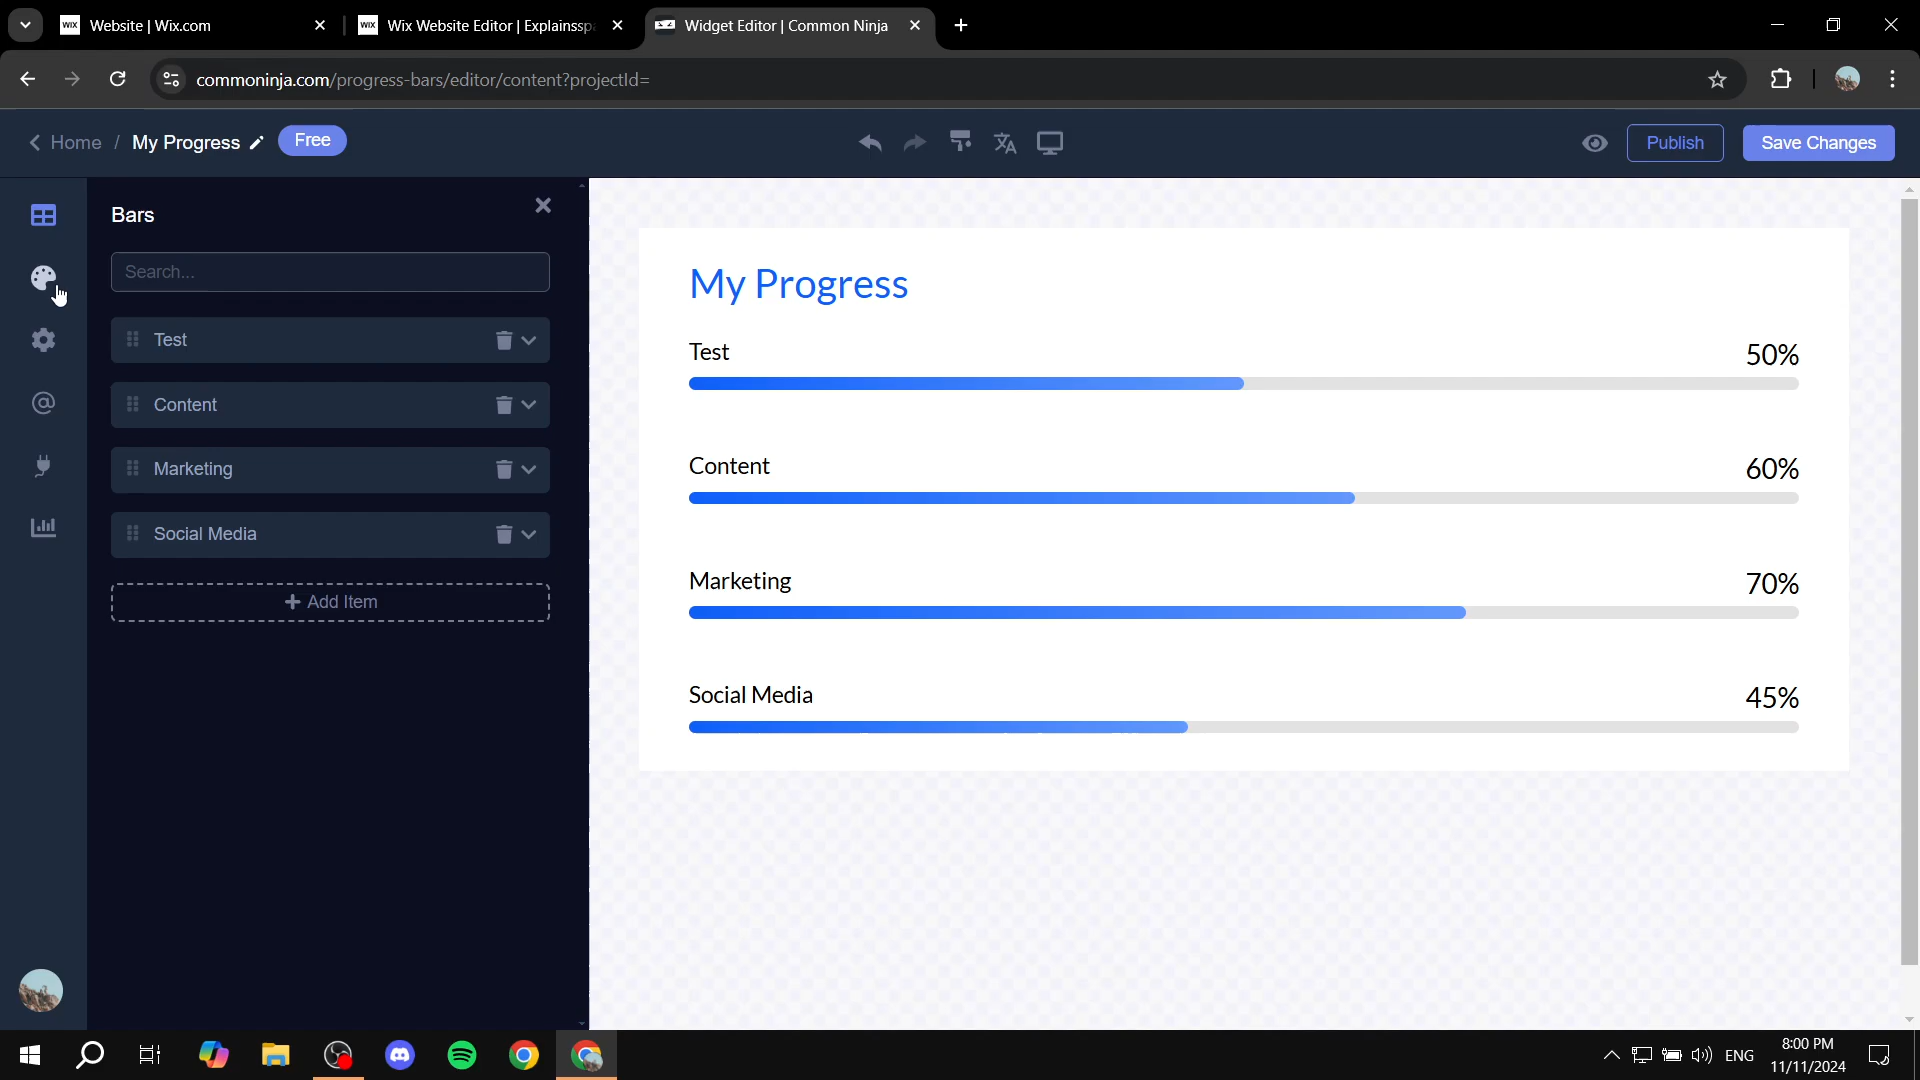 WIX Website | Wix.com
WIX Wix Website Editor | Explainssp
Widget Editor | Common Ninja
commoninja.com/progress-bars/editor/content?projectId=
Home / My Progress Free
Publish
Save Changes
Bars
Search...
Test
Content
Marketing
Social Media
+ Add Item
My Progress
Test 50%
Content 60%
Marketing 70%
Social Media 45%
ENG
8:00 PM
11/11/2024